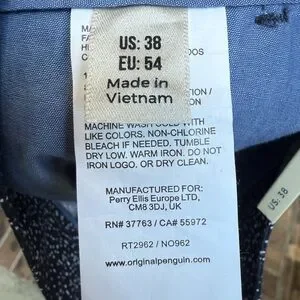 US: 38
EU: 54
Made in
Vietnam
MACHINE WASH COLD WITH
LIKE COLORS. NON-CHLORINE
BLEACH IF NEEDED. TUMBLE
DRY LOW. WARM IRON. DO NOT
IRON LOGO. OR DRY CLEAN.
MANUFACTURED FOR:
Perry Ellis Europe LTD,
CM8 3DJ, UK
RN# 37763 / CA# 55972
RT2962 / NO962
www.originalpenguin.com
US: 38